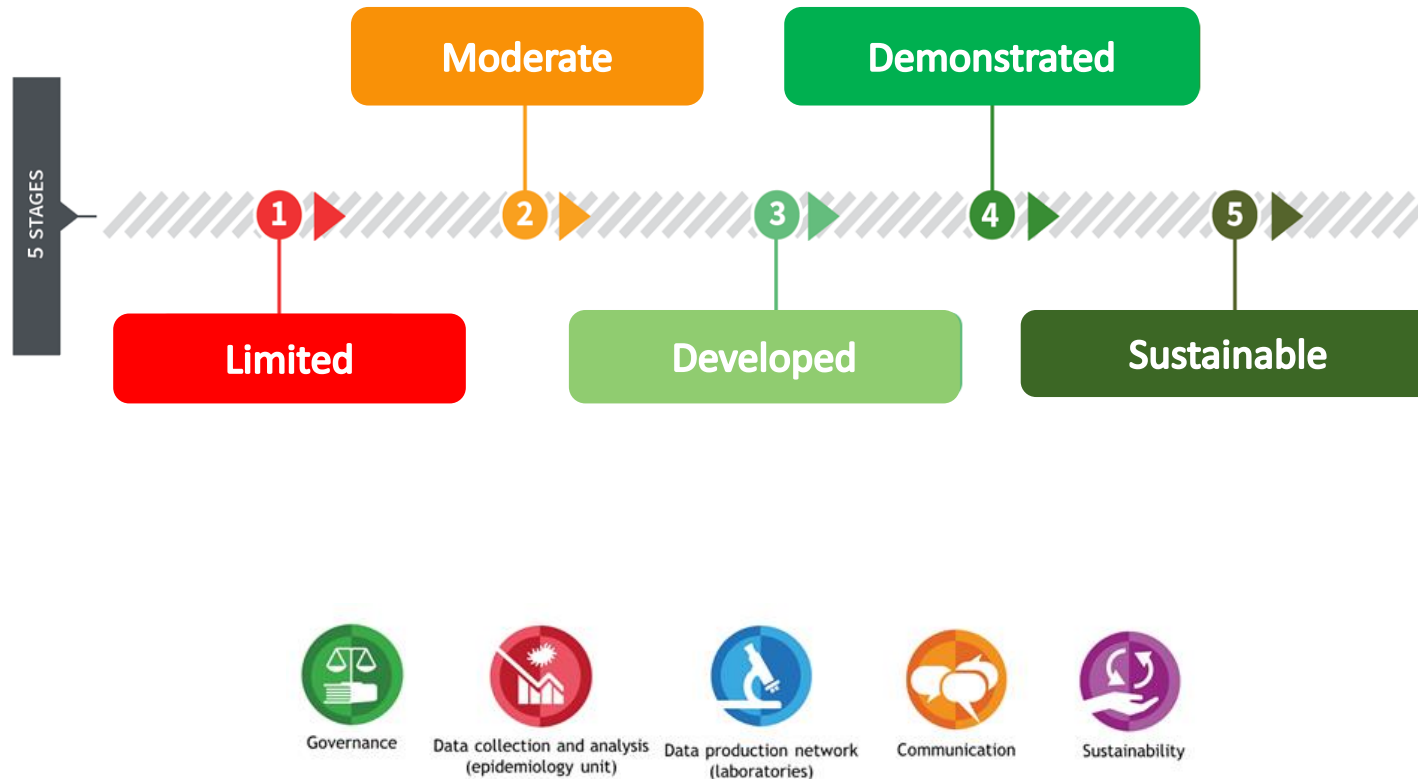 Moderate
Demonstrated
5 STAGES
1
2
3
4
5
Limited
Developed
Sustainable
Governance
Data collection and analysis
(epidemiology unit)
Data production network
(laboratories)
Communication
Sustainability